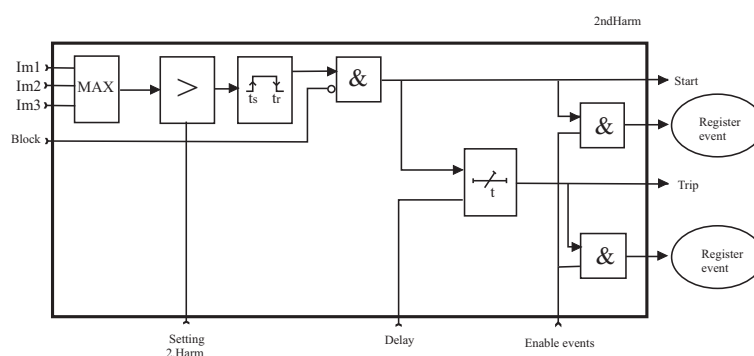 2ndHarm
Im1
Im2
Im3
MAX
>
ts tr
&
Start
Block
&
Register
event
t
Trip
&
Register
event
Setting
2.Harm
Delay
Enable events